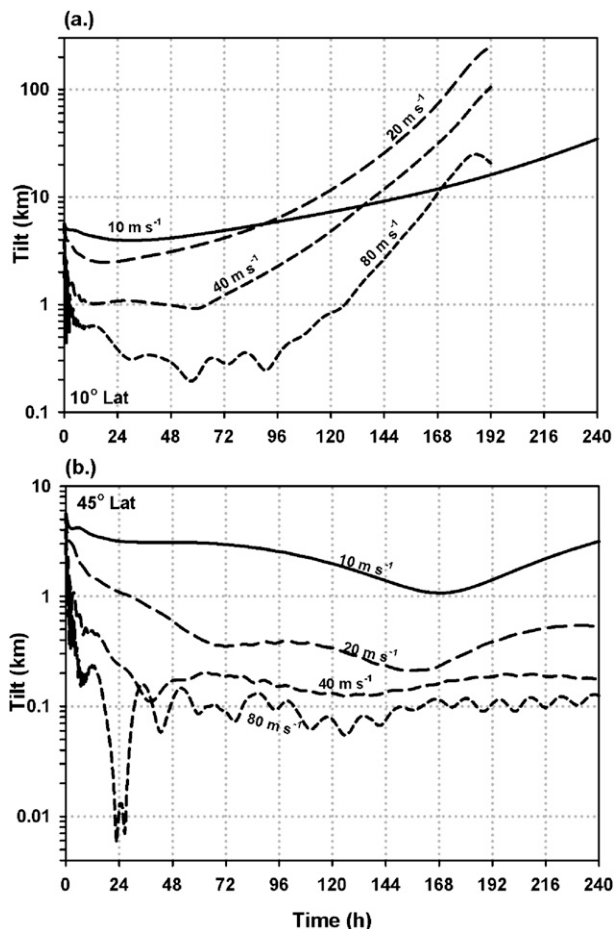 (a.)
100
10
1
0.1
Tilt (km)
20 m s⁻¹
10 m s⁻¹
40 m s⁻¹
80 m s⁻¹
10° Lat
0 24 48 72 96 120 144 168 192 216 240
(b.)
10
1
0.1
0.01
Tilt (km)
45° Lat
10 m s⁻¹
20 m s⁻¹
40 m s⁻¹
80 m s⁻¹
0 24 48 72 96 120 144 168 192 216 240
Time (h)